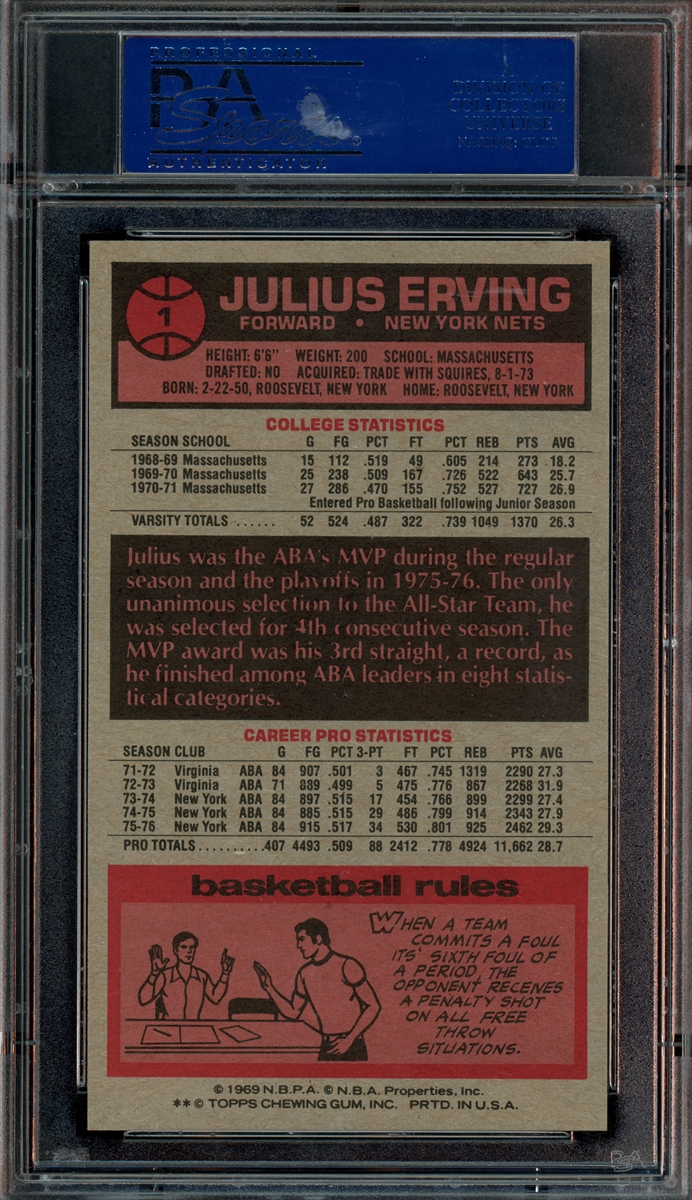 PROFESSIONAL
PSA
Sports
AUTHENTICATOR
A
DIVISION OF
COLLECTORS
UNIVERSE
NASDAQ: CLCT
1
JULIUS ERVING
FORWARD • NEW YORK NETS
HEIGHT: 6'6" WEIGHT: 200 SCHOOL: MASSACHUSETTS
DRAFTED: NO ACQUIRED: TRADE WITH SQUIRES, 8-1-73
BORN: 2-22-50, ROOSEVELT, NEW YORK HOME: ROOSEVELT, NEW YORK
COLLEGE STATISTICS
SEASON SCHOOL G FG PCT FT PCT REB PTS AVG
1968-69 Massachusetts 15 112 .519 49 .605 214 273 18.2
1969-70 Massachusetts 25 238 .509 167 .726 522 643 25.7
1970-71 Massachusetts 27 286 .470 155 .752 527 727 26.9
Entered Pro Basketball following Junior Season
VARSITY TOTALS ...... 52 524 .487 322 .739 1049 1370 26.3
Julius was the ABA's MVP during the regular
season and the playoffs in 1975-76. The only
unanimous selection to the All-Star Team, he
was selected for 4th consecutive season. The
MVP award was his 3rd straight, a record, as
he finished among ABA leaders in eight statis-
tical categories.
CAREER PRO STATISTICS
SEASON CLUB G FG PCT 3-PT FT PCT REB PTS AVG
71-72 Virginia ABA 84 907 .501 3 467 .745 1319 2290 27.3
72-73 Virginia ABA 71 889 .499 5 475 .776 867 2268 31.9
73-74 New York ABA 84 897 .515 17 454 .766 899 2299 27.4
74-75 New York ABA 84 885 .515 29 486 .799 914 2343 27.9
75-76 New York ABA 84 915 .517 34 530 .801 925 2462 29.3
PRO TOTALS..........407 4493 .509 88 2412 .778 4924 11,662 28.7
basketball rules
WHEN A TEAM
COMMITS A FOUL
ITS' SIXTH FOUL OF
A PERIOD, THE
OPPONENT RECEIVES
A PENALTY SHOT
ON ALL FREE
THROW
SITUATIONS.
© 1969 N.B.P.A. © N.B.A. Properties, Inc.
**© TOPPS CHEWING GUM, INC. PRTD. IN U.S.A.
PSA